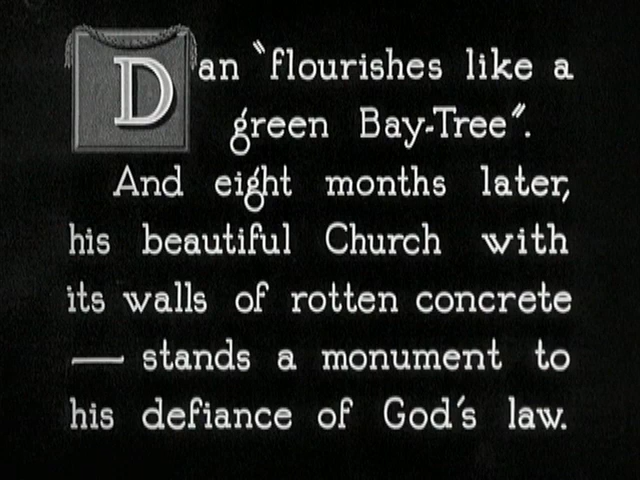 Dan "flourishes like a
green Bay-Tree".
And eight months later,
his beautiful Church with
its walls of rotten concrete
— stands a monument to
his defiance of God's law.